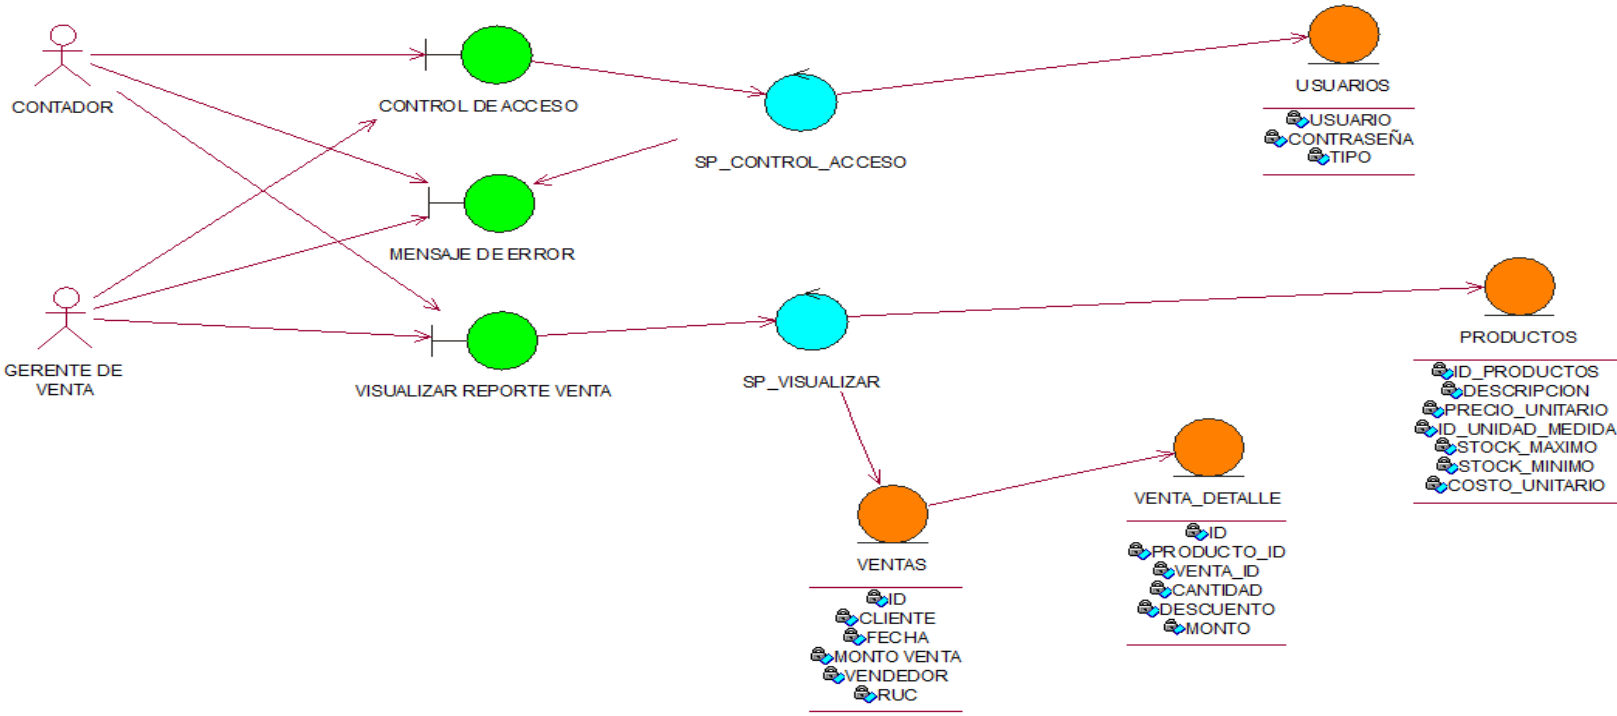 CONTADOR
CONTROL DE ACCESO
SP_CONTROL_ACCESO
USUARIOS
USUARIO
CONTRASEÑA
TIPO
MENSAJE DE ERROR
GERENTE DE
VENTA
VISUALIZAR REPORTE VENTA
SP_VISUALIZAR
PRODUCTOS
ID_PRODUCTOS
DESCRIPCION
PRECIO_UNITARIO
ID_UNIDAD_MEDIDA
STOCK_MAXIMO
STOCK_MINIMO
COSTO_UNITARIO
VENTAS
ID
CLIENTE
FECHA
MONTO VENTA
VENDEDOR
RUC
VENTA_DETALLE
ID
PRODUCTO_ID
VENTA_ID
CANTIDAD
DESCUENTO
MONTO